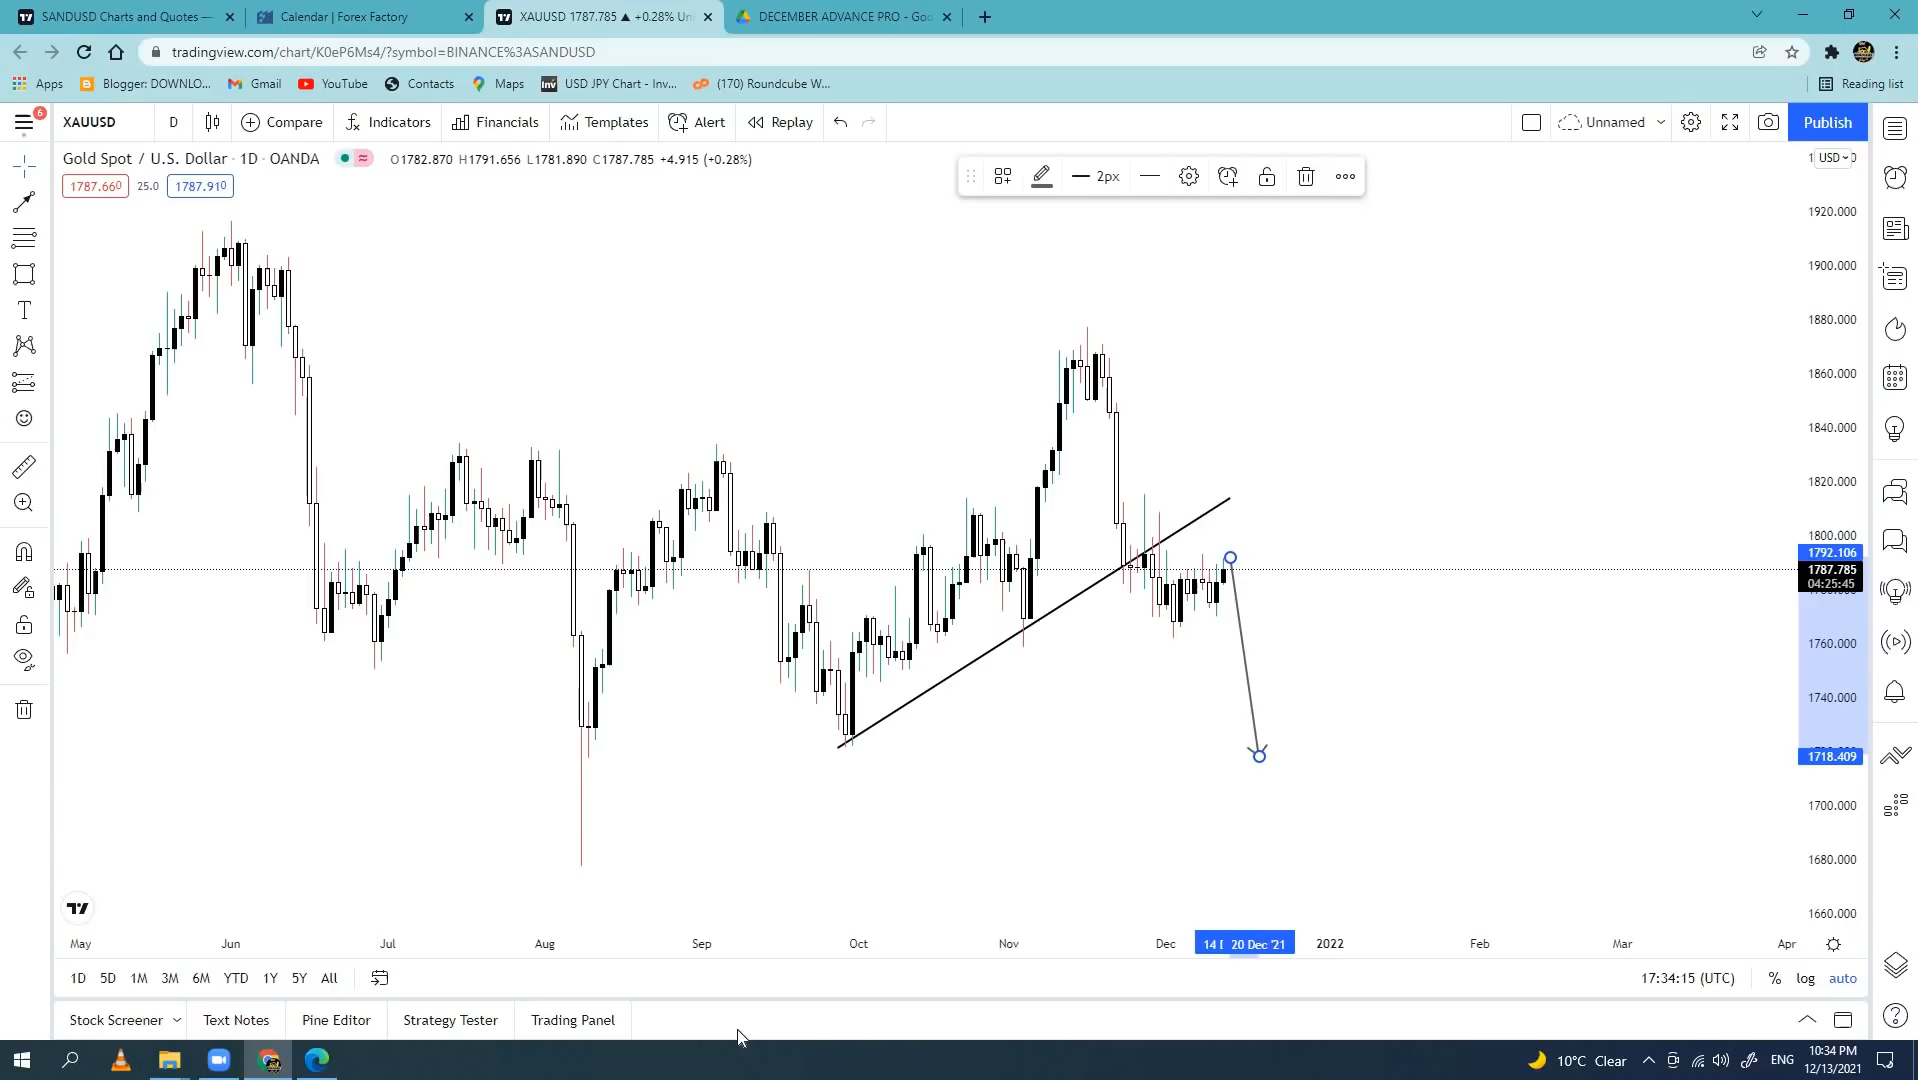 SANDUSD Charts and Quotes —
Calendar | Forex Factory
XAUUSD 1787.785 ▲ +0.28% Un
DECEMBER ADVANCE PRO - Goo
tradingview.com/chart/K0eP6Ms4/?symbol=BINANCE%3ASANDUSD
Apps
Blogger: DOWNLO...
Gmail
YouTube
Contacts
Maps
USD JPY Chart - Inv...
(170) Roundcube W...
Reading list
6
XAUUSD
D
Compare
Indicators
Financials
Templates
Alert
Replay
Unnamed
Publish
Gold Spot / U.S. Dollar · 1D · OANDA
O1782.870 H1791.656 L1781.890 C1787.785 +4.915 (+0.28%)
1787.660
25.0
1787.910
2px
USD
1920.000
1900.000
1880.000
1860.000
1840.000
1820.000
1800.000
1792.106
1787.785
04:25:45
1760.000
1740.000
1718.409
1700.000
1680.000
1660.000
May
Jun
Jul
Aug
Sep
Oct
Nov
Dec
14
20 Dec '21
2022
Feb
Mar
Apr
1D
5D
1M
3M
6M
YTD
1Y
5Y
All
17:34:15 (UTC)
%
log
auto
Stock Screener
Text Notes
Pine Editor
Strategy Tester
Trading Panel
10°C Clear
ENG
10:34 PM
12/13/2021